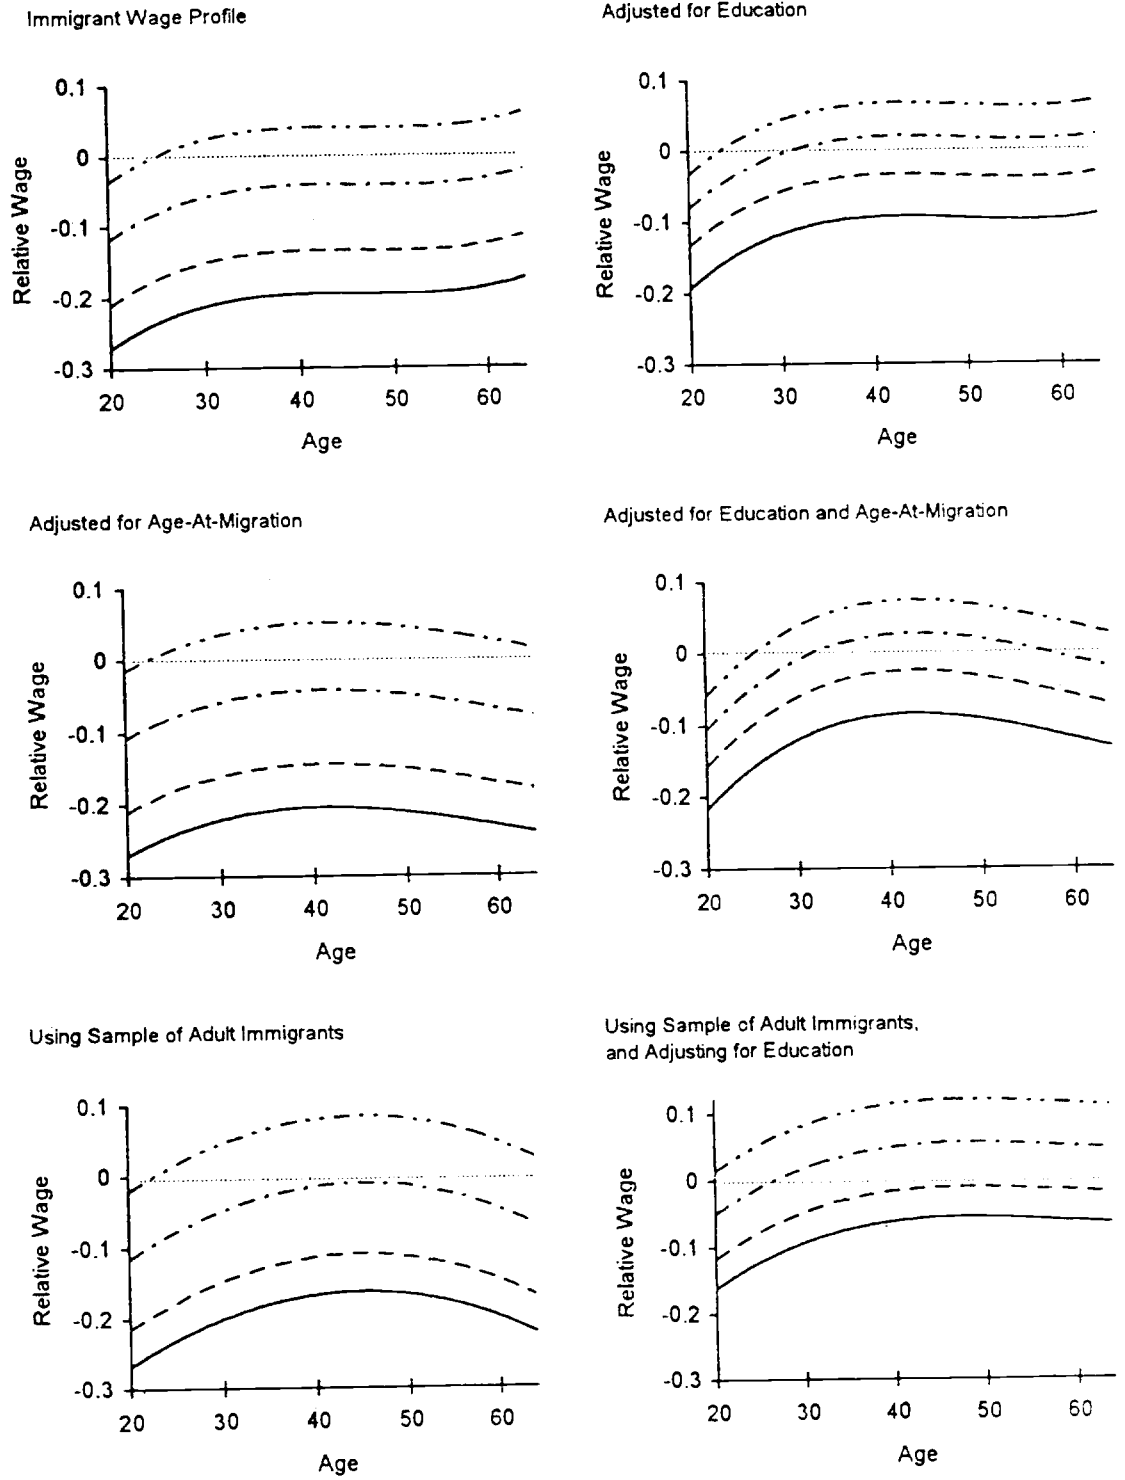 Immigrant Wage Profile
0.1
0
-0.1
-0.2
-0.3
Relative Wage
20 30 40 50 60
Age
Adjusted for Education
0.1
0
-0.1
-0.2
-0.3
Relative Wage
20 30 40 50 60
Age
Adjusted for Age-At-Migration
0.1
0
-0.1
-0.2
-0.3
Relative Wage
20 30 40 50 60
Age
Adjusted for Education and Age-At-Migration
0.1
0
-0.1
-0.2
-0.3
Relative Wage
20 30 40 50 60
Age
Using Sample of Adult Immigrants
0.1
0
-0.1
-0.2
-0.3
Relative Wage
20 30 40 50 60
Age
Using Sample of Adult Immigrants,
and Adjusting for Education
0.1
0
-0.1
-0.2
-0.3
Relative Wage
20 30 40 50 60
Age